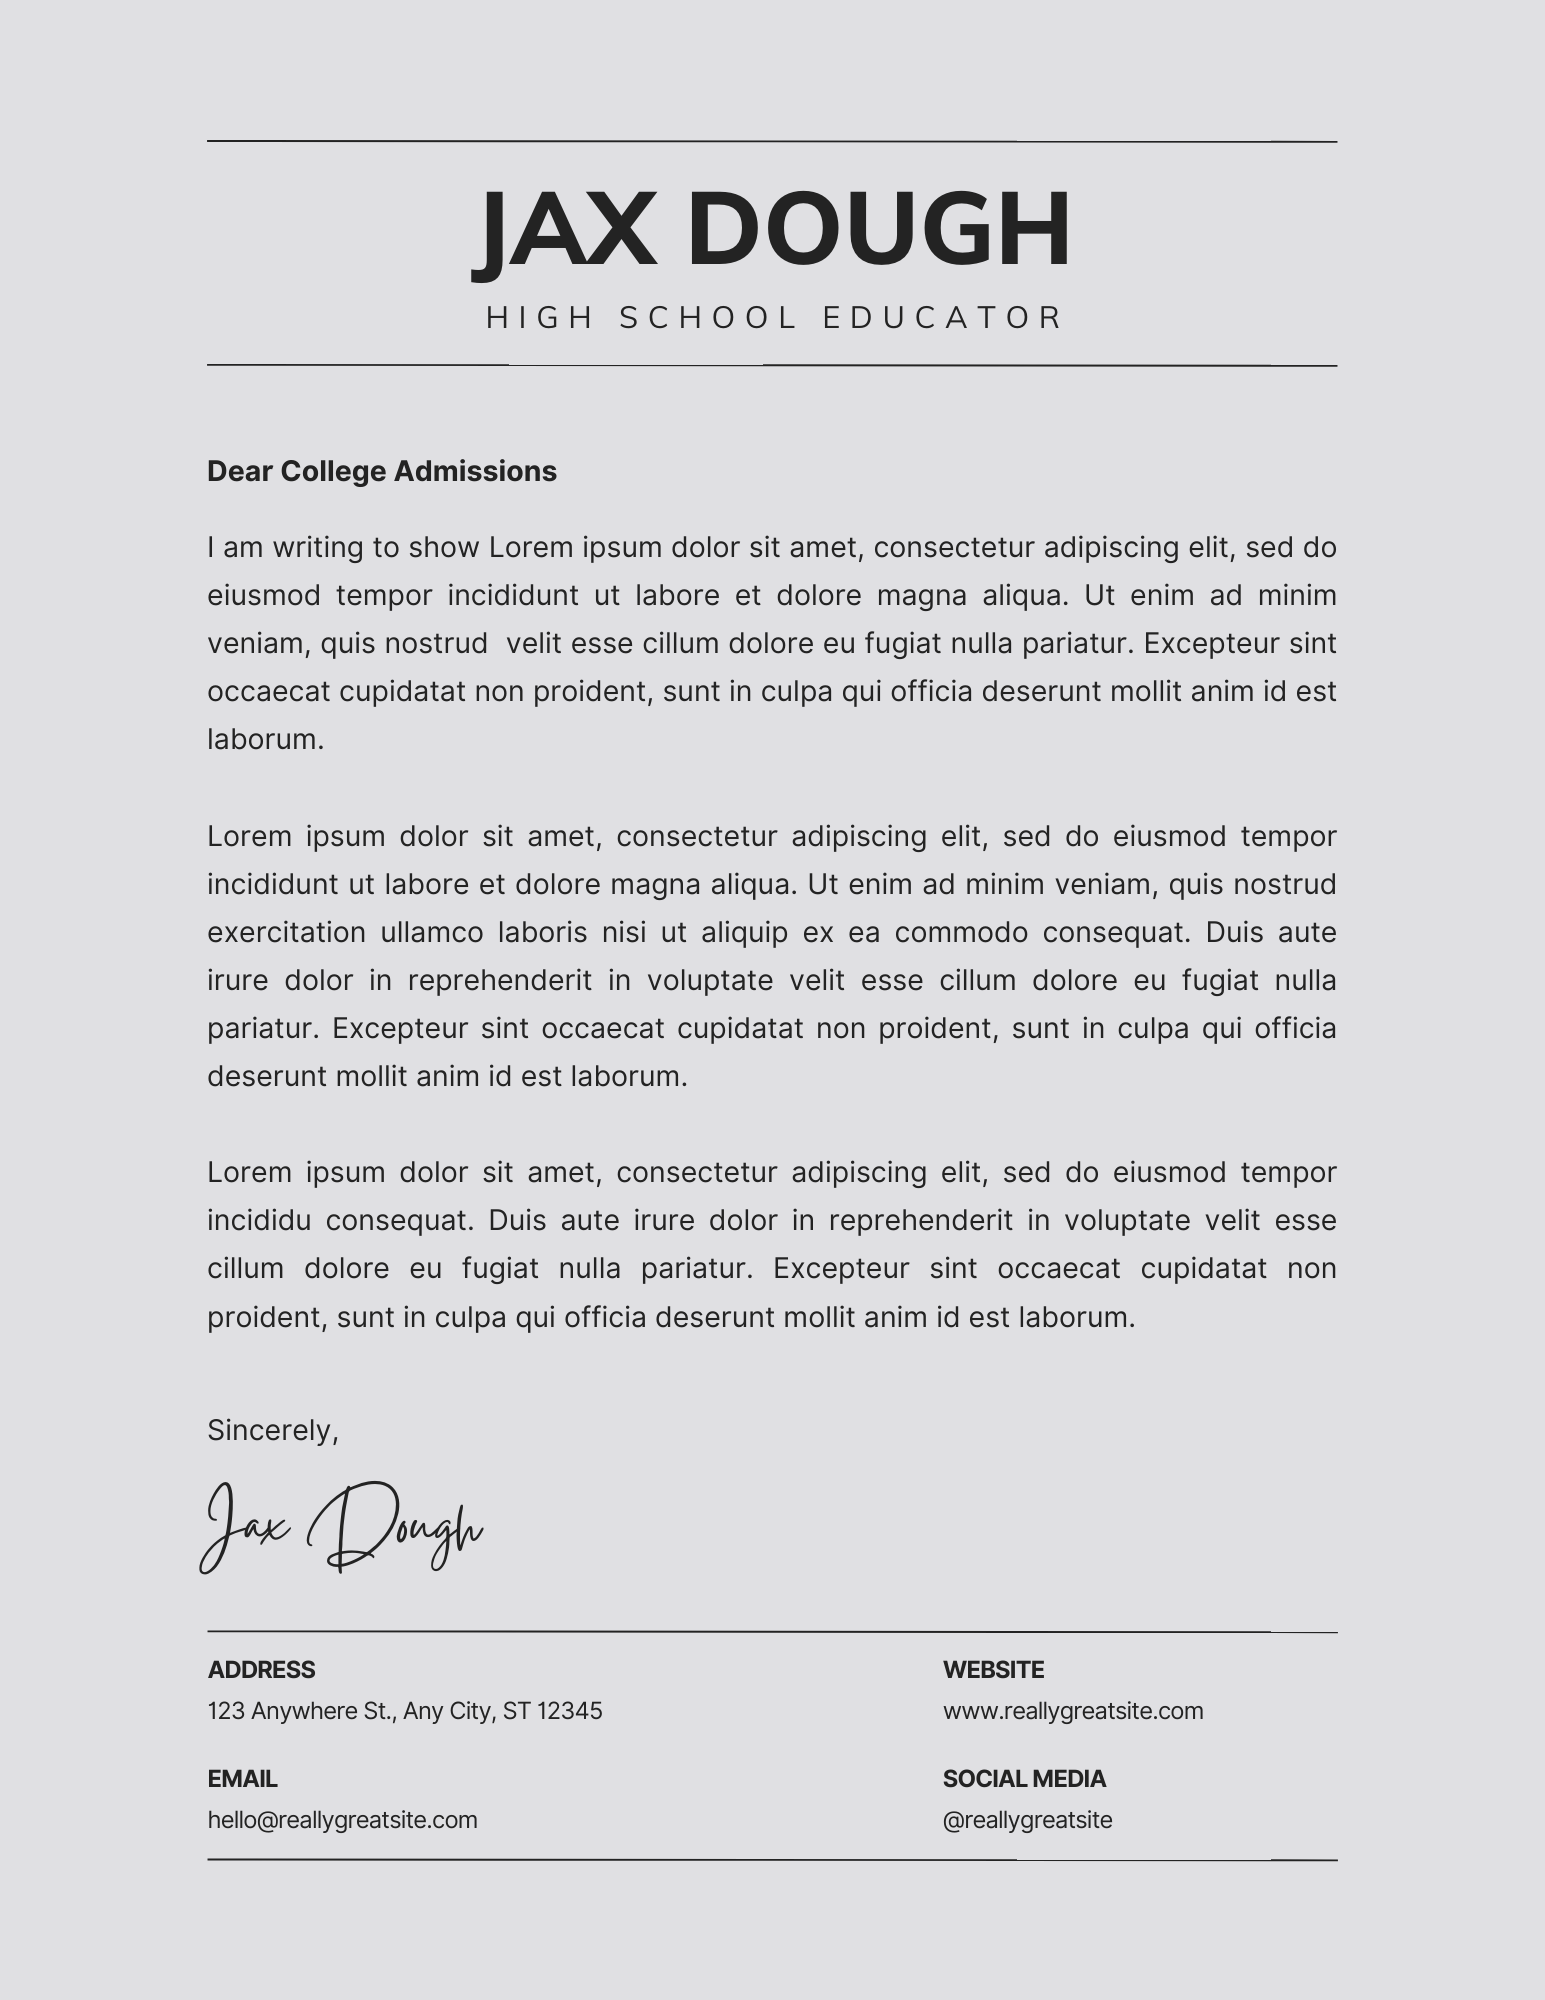 JAX DOUGH
HIGH SCHOOL EDUCATOR
Dear College Admissions
I am writing to show Lorem ipsum dolor sit amet, consectetur adipiscing elit, sed do
eiusmod tempor incididunt ut labore et dolore magna aliqua. Ut enim ad minim
veniam, quis nostrud  velit esse cillum dolore eu fugiat nulla pariatur. Excepteur sint
occaecat cupidatat non proident, sunt in culpa qui officia deserunt mollit anim id est
laborum.
Lorem ipsum dolor sit amet, consectetur adipiscing elit, sed do eiusmod tempor
incididunt ut labore et dolore magna aliqua. Ut enim ad minim veniam, quis nostrud
exercitation ullamco laboris nisi ut aliquip ex ea commodo consequat. Duis aute
irure dolor in reprehenderit in voluptate velit esse cillum dolore eu fugiat nulla
pariatur. Excepteur sint occaecat cupidatat non proident, sunt in culpa qui officia
deserunt mollit anim id est laborum.
Lorem ipsum dolor sit amet, consectetur adipiscing elit, sed do eiusmod tempor
incididu consequat. Duis aute irure dolor in reprehenderit in voluptate velit esse
cillum dolore eu fugiat nulla pariatur. Excepteur sint occaecat cupidatat non
proident, sunt in culpa qui officia deserunt mollit anim id est laborum.
Sincerely,
Jax Dough
ADDRESS
123 Anywhere St., Any City, ST 12345
WEBSITE
www.reallygreatsite.com
EMAIL
hello@reallygreatsite.com
SOCIAL MEDIA
@reallygreatsite